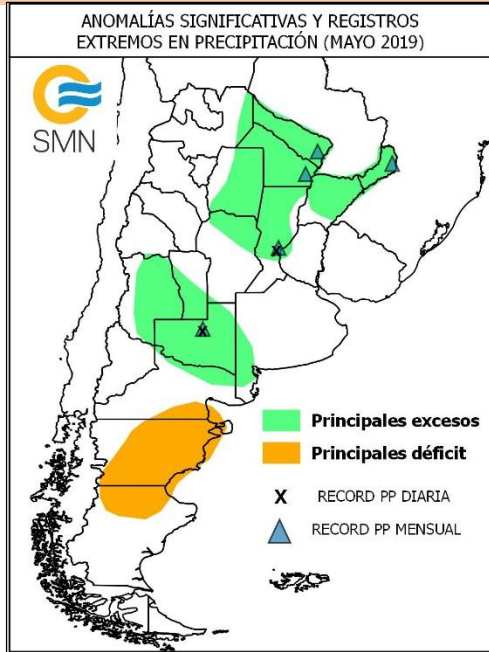 ANOMALÍAS SIGNIFICATIVAS Y REGISTROS
EXTREMOS EN PRECIPITACIÓN (MAYO 2019)
SMN
Principales excesos
Principales déficit
X RECORD PP DIARIA
RECORD PP MENSUAL